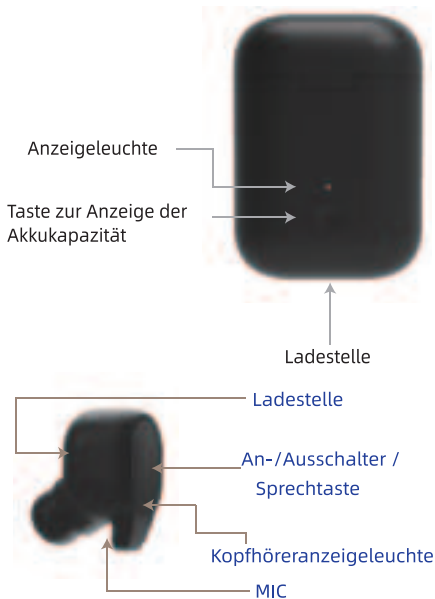 Anzeigeleuchte
Taste zur Anzeige der
Akkukapazität
Ladestelle
Ladestelle
An-/Ausschalter /
Sprechtaste
Kopfhöreranzeigeleuchte
MIC